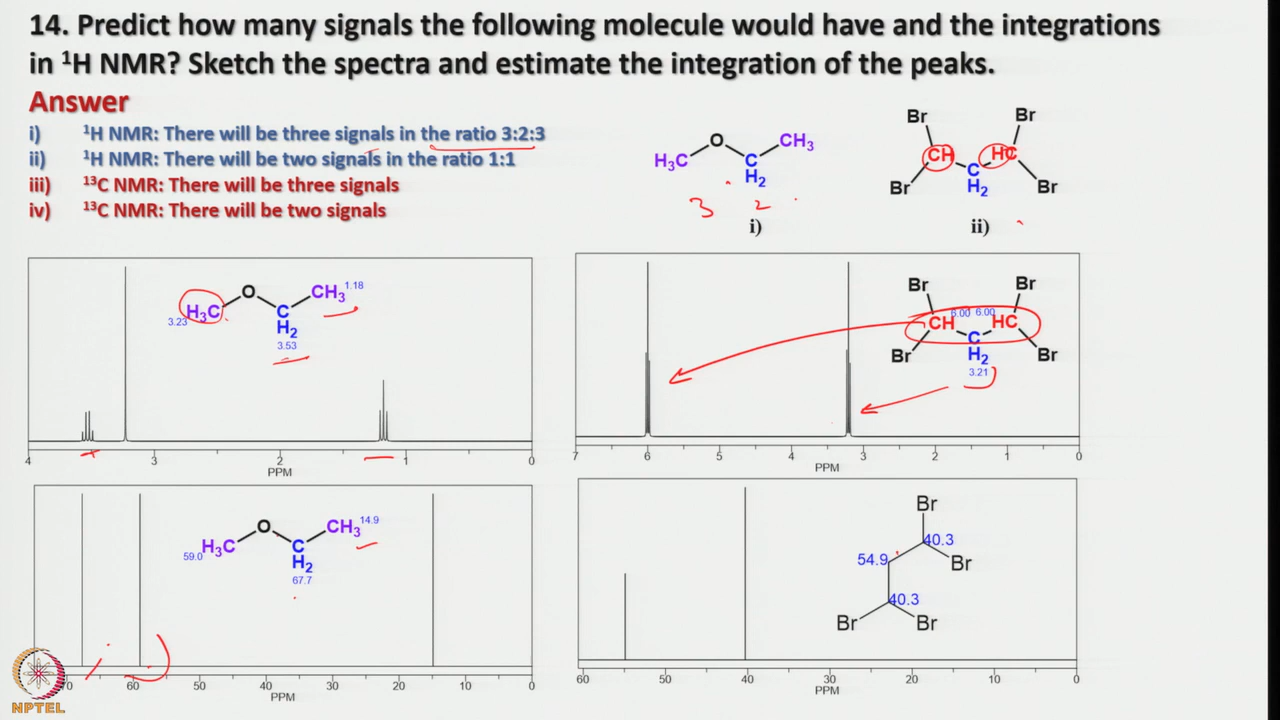 14. Predict how many signals the following molecule would have and the integrations
in ¹H NMR? Sketch the spectra and estimate the integration of the peaks.
Answer
i) ¹H NMR: There will be three signals in the ratio 3:2:3
ii) ¹H NMR: There will be two signals in the ratio 1:1
iii) ¹³C NMR: There will be three signals
iv) ¹³C NMR: There will be two signals
O
H₃C
CH₃
C
H₂
3 2
i)
Br Br
CH HC
Br C Br
H₂
ii)
O
CH₃ 1.18
3.23 H₃C
C
H₂
3.53
4 3 2 1 0
PPM
Br Br
6.00 6.00
CH HC
Br C Br
H₂
3.21
7 6 5 4 3 2 1 0
PPM
O
CH₃ 14.9
59.0 H₃C
C
H₂
67.7
70 60 50 40 30 20 10 0
PPM
Br
40.3
54.9 Br
40.3
Br Br
60 50 40 30 20 10 0
PPM
NPTEL